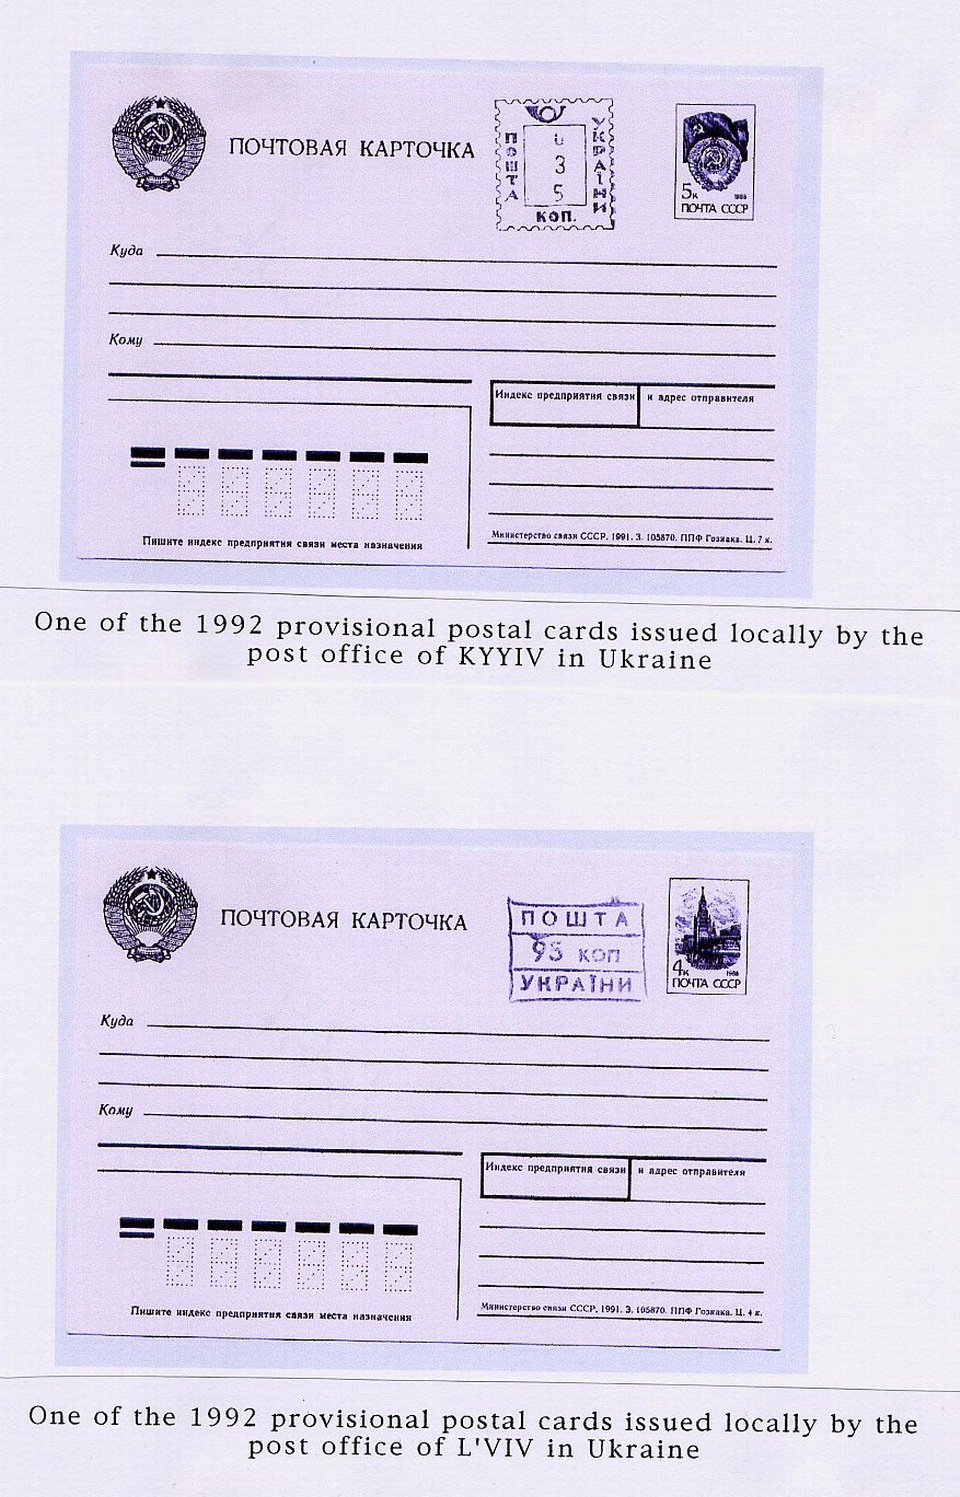 ПОЧТОВАЯ КАРТОЧКА
ПОШТА
0
3
5
УКРАЇНИ
КОП.
5к 1988
ПОЧТА СССР
Куда
Кому
Индекс предприятия связи и адрес отправителя
Пишите индекс предприятия связи места назначения
Министерство связи СССР, 1991. З. 105870. ППФ Гознака. Ц. 7 к.
One of the 1992 provisional postal cards issued locally by the
post office of KYYIV in Ukraine
ПОЧТОВАЯ КАРТОЧКА
ПОШТА
95 КОП
УКРАЇНИ
4к 1988
ПОЧТА СССР
Куда
Кому
Индекс предприятия связи и адрес отправителя
Пишите индекс предприятия связи места назначения
Министерство связи СССР, 1991. З. 105870. ППФ Гознака. Ц. 4 к.
One of the 1992 provisional postal cards issued locally by the
post office of L'VIV in Ukraine